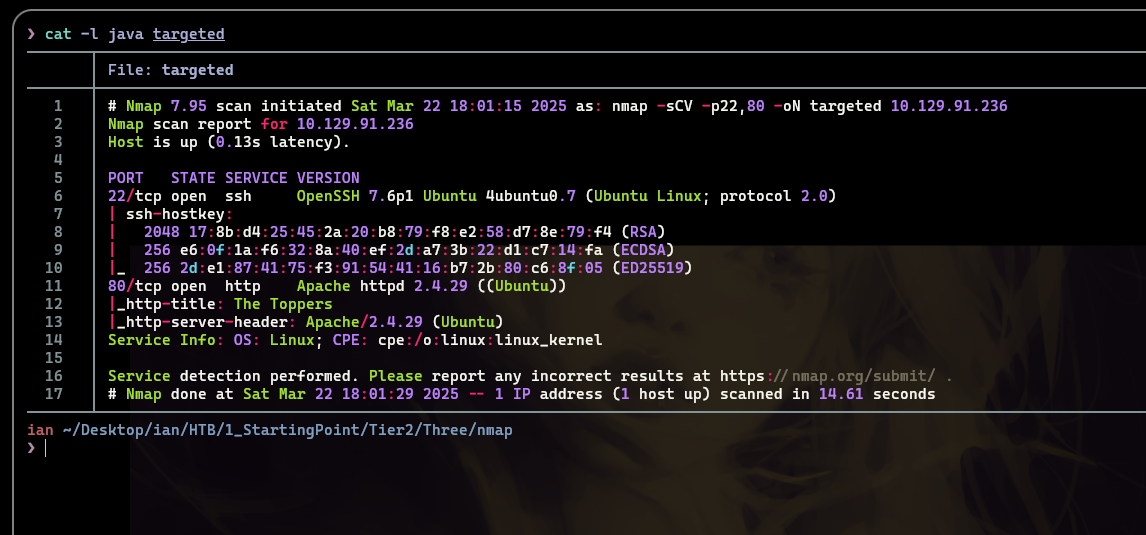 ❯ cat -l java targeted
File: targeted
1 # Nmap 7.95 scan initiated Sat Mar 22 18:01:15 2025 as: nmap -sCV -p22,80 -oN targeted 10.129.91.236
2 Nmap scan report for 10.129.91.236
3 Host is up (0.13s latency).
4
5 PORT   STATE SERVICE VERSION
6 22/tcp open  ssh     OpenSSH 7.6p1 Ubuntu 4ubuntu0.7 (Ubuntu Linux; protocol 2.0)
7 | ssh-hostkey:
8 |   2048 17:8b:d4:25:45:2a:20:b8:79:f8:e2:58:d7:8e:79:f4 (RSA)
9 |   256 e6:0f:1a:f6:32:8a:40:ef:2d:a7:3b:22:d1:c7:14:fa (ECDSA)
10 |_  256 2d:e1:87:41:75:f3:91:54:41:16:b7:2b:80:c6:8f:05 (ED25519)
11 80/tcp open  http    Apache httpd 2.4.29 ((Ubuntu))
12 |_http-title: The Toppers
13 |_http-server-header: Apache/2.4.29 (Ubuntu)
14 Service Info: OS: Linux; CPE: cpe:/o:linux:linux_kernel
15
16 Service detection performed. Please report any incorrect results at https://nmap.org/submit/ .
17 # Nmap done at Sat Mar 22 18:01:29 2025 -- 1 IP address (1 host up) scanned in 14.61 seconds
ian ~/Desktop/ian/HTB/1_StartingPoint/Tier2/Three/nmap
❯